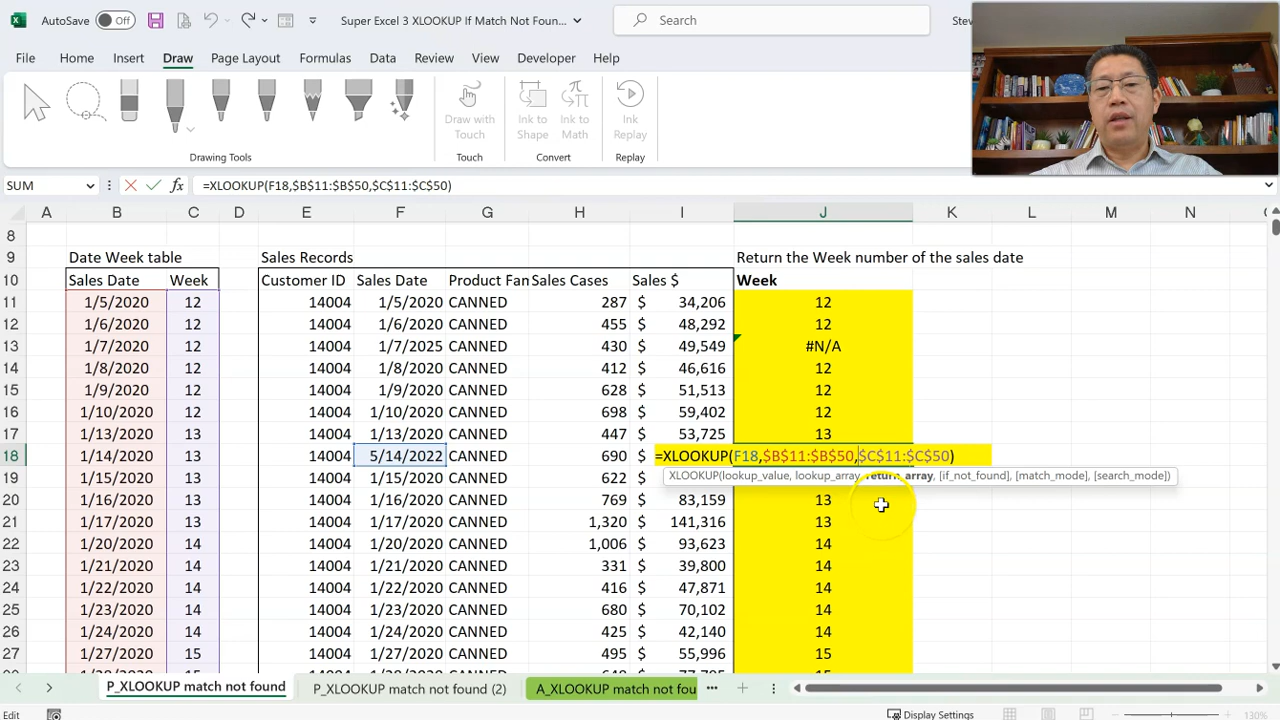 AutoSave Off Super Excel 3 XLOOKUP If Match Not Foun... Search Stev
File Home Insert Draw Page Layout Formulas Data Review View Developer Help
Draw with Touch Ink to Shape Ink to Math Ink Replay
Drawing Tools Touch Convert Replay
SUM fx =XLOOKUP(F18,$B$11:$B$50,$C$11:$C$50)
A B C D E F G H I J K L M N
8
9 Date Week table Sales Records Return the Week number of the sales date
10 Sales Date Week Customer ID Sales Date Product Fan Sales Cases Sales $ Week
11 1/5/2020 12 14004 1/5/2020 CANNED 287 $ 34,206 12
12 1/6/2020 12 14004 1/6/2020 CANNED 455 $ 48,292 12
13 1/7/2020 12 14004 1/7/2025 CANNED 430 $ 49,549 #N/A
14 1/8/2020 12 14004 1/8/2020 CANNED 412 $ 46,616 12
15 1/9/2020 12 14004 1/9/2020 CANNED 628 $ 51,513 12
16 1/10/2020 12 14004 1/10/2020 CANNED 698 $ 59,402 12
17 1/13/2020 13 14004 1/13/2020 CANNED 447 $ 53,725 13
18 1/14/2020 13 14004 5/14/2022 CANNED 690 $ =XLOOKUP(F18,$B$11:$B$50,$C$11:$C$50)
19 1/15/2020 13 14004 1/15/2020 CANNED 622 $ XLOOKUP(lookup_value, lookup_array, return_array, [if_not_found], [match_mode], [search_mode])
20 1/16/2020 13 14004 1/16/2020 CANNED 769 $ 83,159 13
21 1/17/2020 13 14004 1/17/2020 CANNED 1,320 $ 141,316 13
22 1/20/2020 14 14004 1/20/2020 CANNED 1,006 $ 93,623 14
23 1/21/2020 14 14004 1/21/2020 CANNED 331 $ 39,800 14
24 1/22/2020 14 14004 1/22/2020 CANNED 416 $ 47,871 14
25 1/23/2020 14 14004 1/23/2020 CANNED 680 $ 70,102 14
26 1/24/2020 14 14004 1/24/2020 CANNED 425 $ 42,140 14
27 1/27/2020 15 14004 1/27/2020 CANNED 495 $ 55,996 15
P_XLOOKUP match not found P_XLOOKUP match not found (2) A_XLOOKUP match not fou ...
Edit Display Settings 130%